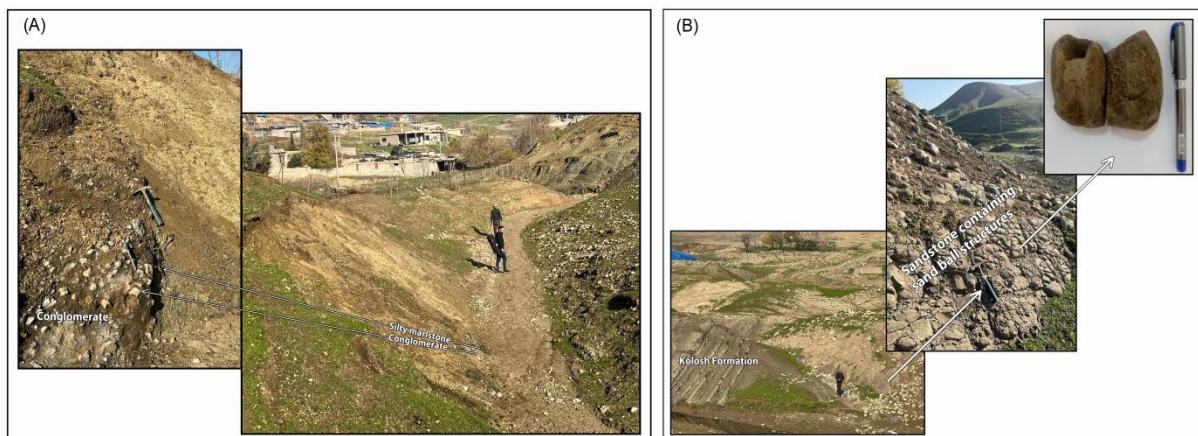 (A)
Conglomerate
Silty marlstone
Conglomerate
(B)
Sandstone containing
sand ball structures
Kolosh Formation